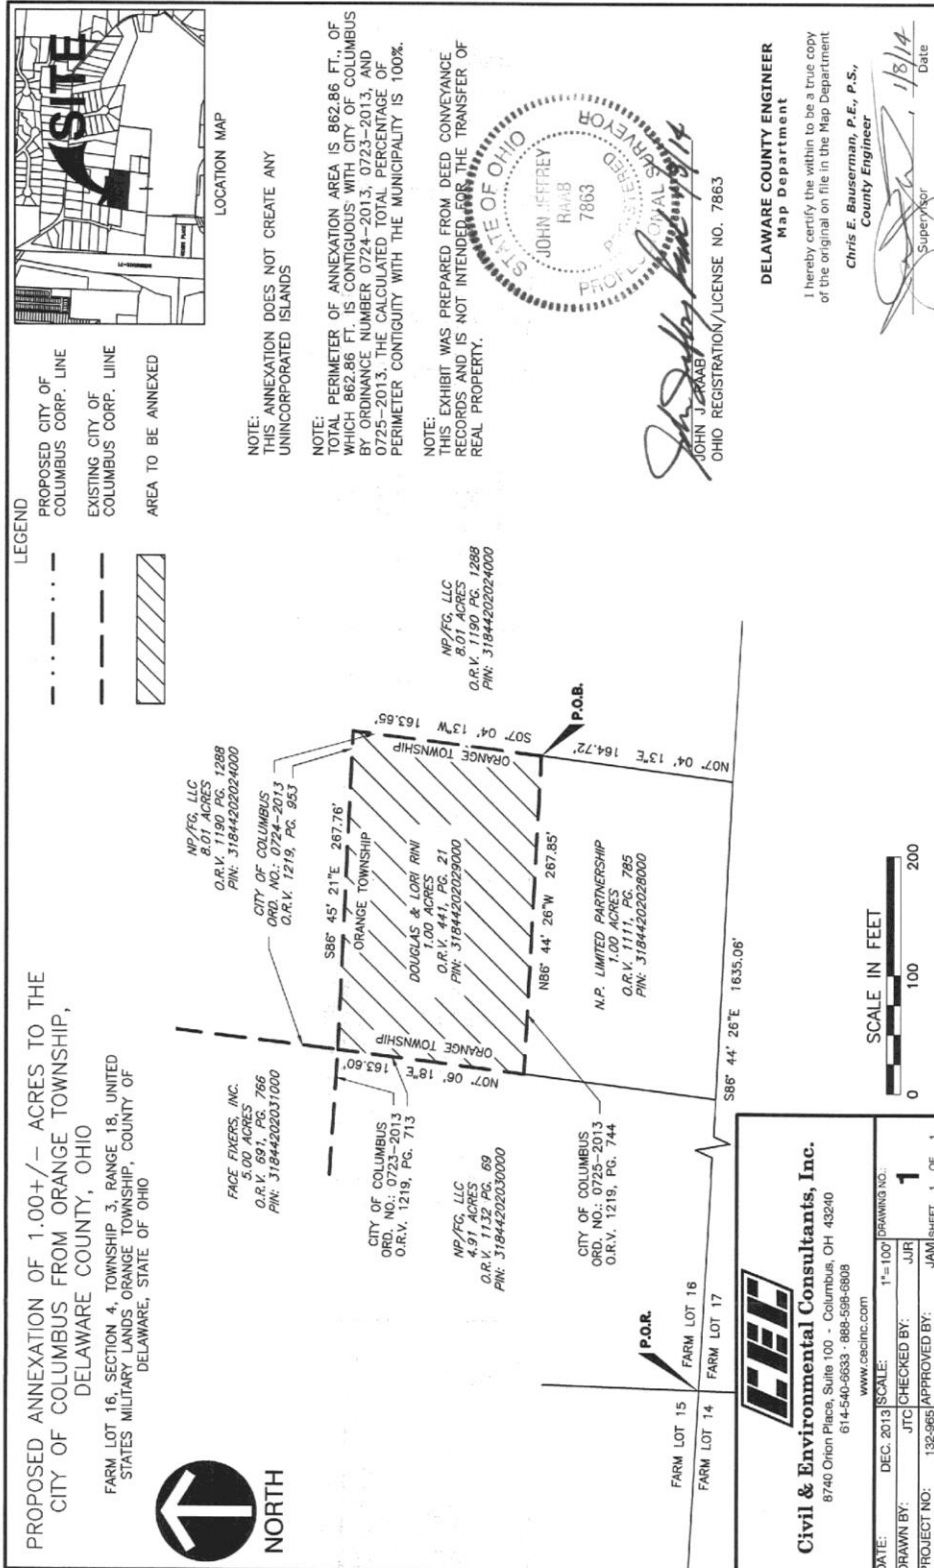 PROPOSED ANNEXATION OF 1.00+/- ACRES TO THE
CITY OF COLUMBUS FROM ORANGE TOWNSHIP,
DELAWARE COUNTY, OHIO
FARM LOT 16, SECTION 4, TOWNSHIP 3, RANGE 18, UNITED
STATES MILITARY LANDS ORANGE TOWNSHIP, COUNTY OF
DELAWARE, STATE OF OHIO
NORTH
LEGEND
PROPOSED CITY OF
COLUMBUS CORP. LINE
EXISTING CITY OF
COLUMBUS CORP. LINE
AREA TO BE ANNEXED
SITE
LOCATION MAP
NOTE:
THIS ANNEXATION DOES NOT CREATE ANY
UNINCORPORATED ISLANDS
NOTE:
TOTAL PERIMETER OF ANNEXATION AREA IS 862.86 FT., OF
WHICH 862.86 FT. IS CONTIGUOUS WITH CITY OF COLUMBUS
BY ORDINANCE NUMBER 0724-2013, 0723-2013, AND
0725-2013. THE CALCULATED TOTAL PERCENTAGE OF
PERIMETER CONTIGUITY WITH THE MUNICIPALITY IS 100%.
NOTE:
THIS EXHIBIT WAS PREPARED FROM DEED CONVEYANCE
RECORDS AND IS NOT INTENDED FOR THE TRANSFER OF
REAL PROPERTY.
STATE OF OHIO
JOHN JEFFREY
RAAB
7863
REGISTERED
PROFESSIONAL SURVEYOR
JOHN J. RAAB
OHIO REGISTRATION/LICENSE NO. 7863
DELAWARE COUNTY ENGINEER
Map Department
I hereby certify the within to be a true copy
of the original on file in the Map Department
Chris E. Bauserman, P.E., P.S.,
County Engineer
1/8/14
Supervisor
Date
NP/FG, LLC
8.01 ACRES
O.R.V. 1190 PG. 1288
PIN: 31844202024000
CITY OF COLUMBUS
ORD. NO.: 0724-2013
O.R.V. 1219, PG. 953
FACE FIXERS, INC.
5.00 ACRES
O.R.V. 691, PG. 766
PIN: 31844202031000
S86° 45' 21"E 267.76'
ORANGE TOWNSHIP
S07° 04' 13"W 163.65'
ORANGE TOWNSHIP
NP/FG, LLC
8.01 ACRES
O.R.V. 1190 PG. 1288
PIN: 31844202024000
N07° 06' 18"E 163.60'
ORANGE TOWNSHIP
DOUGLAS & LORI RINI
1.00 ACRES
O.R.V. 441, PG. 21
PIN: 31844202029000
CITY OF COLUMBUS
ORD. NO.: 0723-2013
O.R.V. 1219, PG. 713
NP/FG, LLC
4.91 ACRES
O.R.V. 1132 PG. 69
PIN: 31844202030000
N86° 44' 26"W 267.85'
P.O.B.
N.P. LIMITED PARTNERSHIP
1.00 ACRES
O.R.V. 1111, PG. 785
PIN: 31844202028000
N07° 04' 13"E 164.72'
CITY OF COLUMBUS
ORD. NO.: 0725-2013
O.R.V. 1219, PG. 744
S86° 44' 26"E 1635.06'
P.O.R.
FARM LOT 15
FARM LOT 16
FARM LOT 14
FARM LOT 17
SCALE IN FEET
0 100 200
CEC
Civil & Environmental Consultants, Inc.
8740 Orion Place, Suite 100 - Columbus, OH 43240
614-540-6633 · 888-598-6808
www.cecinc.com
DATE: DEC. 2013 SCALE: 1"=100' DRAWING NO.:
DRAWN BY: JTC CHECKED BY: JJR 1
PROJECT NO: 132-965 APPROVED BY: JAM SHEET 1 OF 1